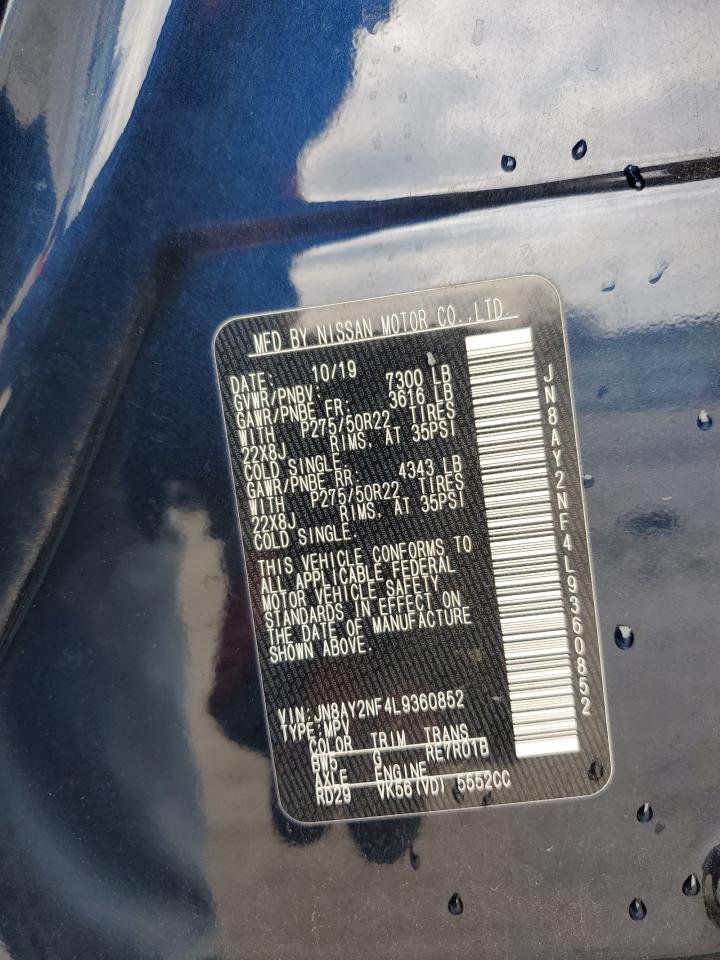 MFD BY NISSAN MOTOR CO.,LTD.
DATE: 10/19
GVWR/PNBV: 7300 LB
GAWR/PNBE FR: 3616 LB
WITH P275/50R22 TIRES
22X8J RIMS, AT 35PSI
COLD SINGLE.
GAWR/PNBE RR: 4343 LB
WITH P275/50R22 TIRES
22X8J RIMS, AT 35PSI
COLD SINGLE.
THIS VEHICLE CONFORMS TO
ALL APPLICABLE FEDERAL
MOTOR VEHICLE SAFETY
STANDARDS IN EFFECT ON
THE DATE OF MANUFACTURE
SHOWN ABOVE.
VIN:JN8AY2NF4L9360852
TYPE:MPV
COLOR TRIM TRANS
BW5 G RE7R01B
AXLE ENGINE
RD29 VK56(VD) 5552CC
JN8AY2NF4L9360852